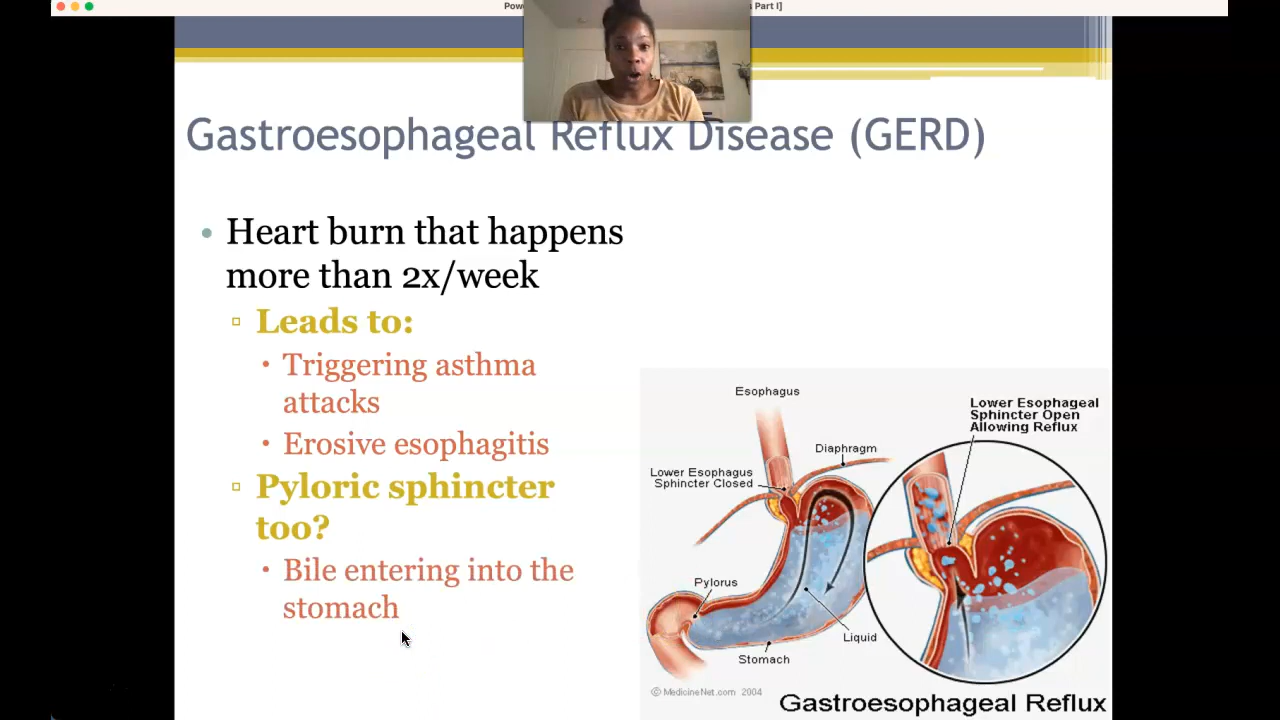 Part I]
Gastroesophageal Reflux Disease (GERD)
• Heart burn that happens
more than 2x/week
▫ Leads to:
• Triggering asthma
attacks
• Erosive esophagitis
▫ Pyloric sphincter
too?
• Bile entering into the
stomach
Esophagus
Diaphragm
Lower Esophagus
Sphincter Closed
Pylorus
Liquid
Stomach
Lower Esophageal
Sphincter Open
Allowing Reflux
© MedicineNet.com 2004
Gastroesophageal Reflux